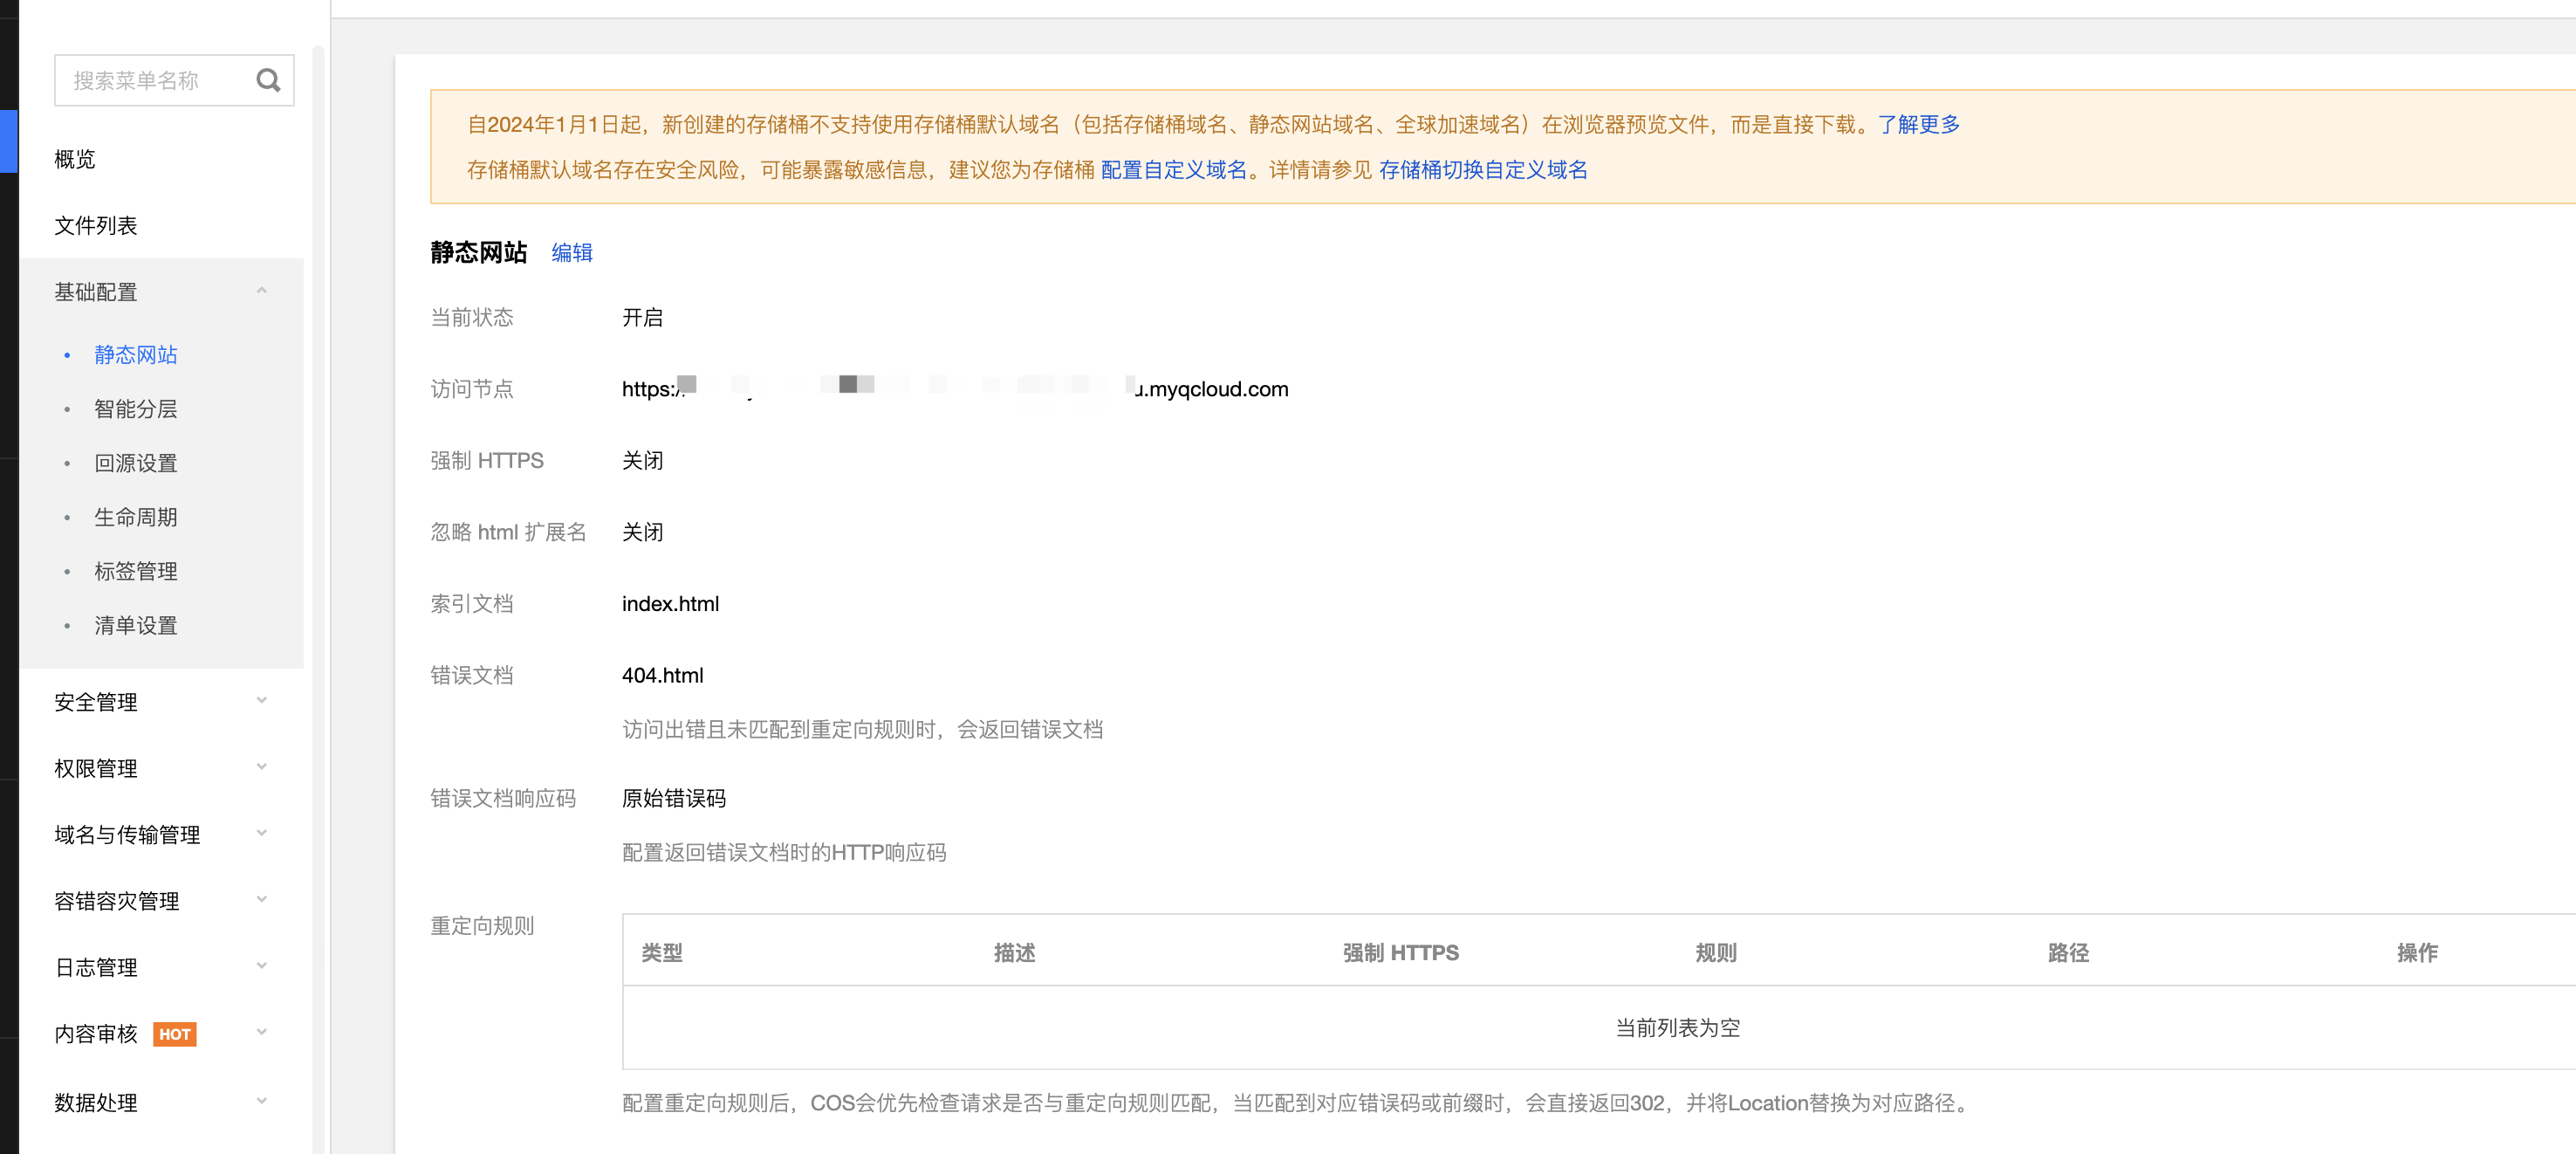 搜索菜单名称
概览
文件列表
基础配置
静态网站
智能分层
回源设置
生命周期
标签管理
清单设置
安全管理
权限管理
域名与传输管理
容错容灾管理
日志管理
内容审核 HOT
数据处理
自2024年1月1日起，新创建的存储桶不支持使用存储桶默认域名（包括存储桶域名、静态网站域名、全球加速域名）在浏览器预览文件，而是直接下载。了解更多
存储桶默认域名存在安全风险，可能暴露敏感信息，建议您为存储桶 配置自定义域名。详情请参见 存储桶切换自定义域名
静态网站 编辑
当前状态 开启
访问节点 https:/ .myqcloud.com
强制 HTTPS 关闭
忽略 html 扩展名 关闭
索引文档 index.html
错误文档 404.html
访问出错且未匹配到重定向规则时，会返回错误文档
错误文档响应码 原始错误码
配置返回错误文档时的HTTP响应码
重定向规则
类型 描述 强制 HTTPS 规则 路径 操作
当前列表为空
配置重定向规则后，COS会优先检查请求是否与重定向规则匹配，当匹配到对应错误码或前缀时，会直接返回302，并将Location替换为对应路径。